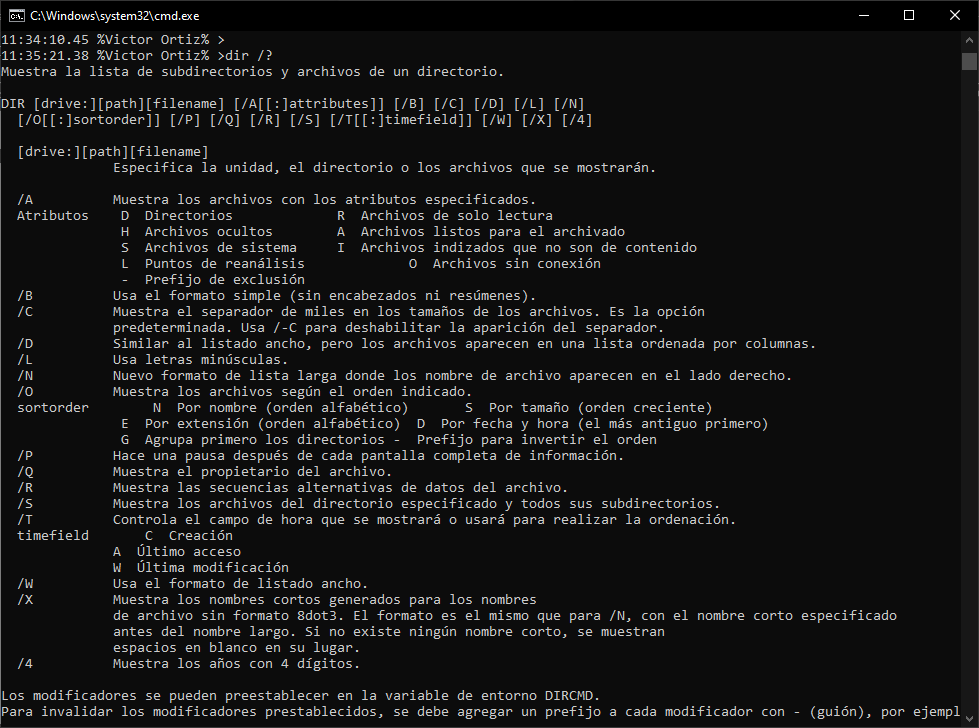 C:\Windows\system32\cmd.exe
11:34:10.45 %Victor Ortiz% >
11:35:21.38 %Victor Ortiz% >dir /?
Muestra la lista de subdirectorios y archivos de un directorio.
DIR [drive:][path][filename] [/A[[:]attributes]] [/B] [/C] [/D] [/L] [/N]
  [/O[[:]sortorder]] [/P] [/Q] [/R] [/S] [/T[[:]timefield]] [/W] [/X] [/4]
  [drive:][path][filename]
              Especifica la unidad, el directorio o los archivos que se mostrarán.
  /A          Muestra los archivos con los atributos especificados.
  Atributos    D  Directorios             R  Archivos de solo lectura
               H  Archivos ocultos        A  Archivos listos para el archivado
               S  Archivos de sistema     I  Archivos indizados que no son de contenido
               L  Puntos de reanálisis             O  Archivos sin conexión
               -  Prefijo de exclusión
  /B          Usa el formato simple (sin encabezados ni resúmenes).
  /C          Muestra el separador de miles en los tamaños de los archivos. Es la opción
              predeterminada. Usa /-C para deshabilitar la aparición del separador.
  /D          Similar al listado ancho, pero los archivos aparecen en una lista ordenada por columnas.
  /L          Usa letras minúsculas.
  /N          Nuevo formato de lista larga donde los nombre de archivo aparecen en el lado derecho.
  /O          Muestra los archivos según el orden indicado.
  sortorder        N  Por nombre (orden alfabético)       S  Por tamaño (orden creciente)
               E  Por extensión (orden alfabético)  D  Por fecha y hora (el más antiguo primero)
               G  Agrupa primero los directorios -  Prefijo para invertir el orden
  /P          Hace una pausa después de cada pantalla completa de información.
  /Q          Muestra el propietario del archivo.
  /R          Muestra las secuencias alternativas de datos del archivo.
  /S          Muestra los archivos del directorio especificado y todos sus subdirectorios.
  /T          Controla el campo de hora que se mostrará o usará para realizar la ordenación.
  timefield       C  Creación
              A  Último acceso
              W  Última modificación
  /W          Usa el formato de listado ancho.
  /X          Muestra los nombres cortos generados para los nombres
              de archivo sin formato 8dot3. El formato es el mismo que para /N, con el nombre corto especificado
              antes del nombre largo. Si no existe ningún nombre corto, se muestran
              espacios en blanco en su lugar.
  /4          Muestra los años con 4 dígitos.
Los modificadores se pueden preestablecer en la variable de entorno DIRCMD.
Para invalidar los modificadores prestablecidos, se debe agregar un prefijo a cada modificador con - (guión), por ejempl